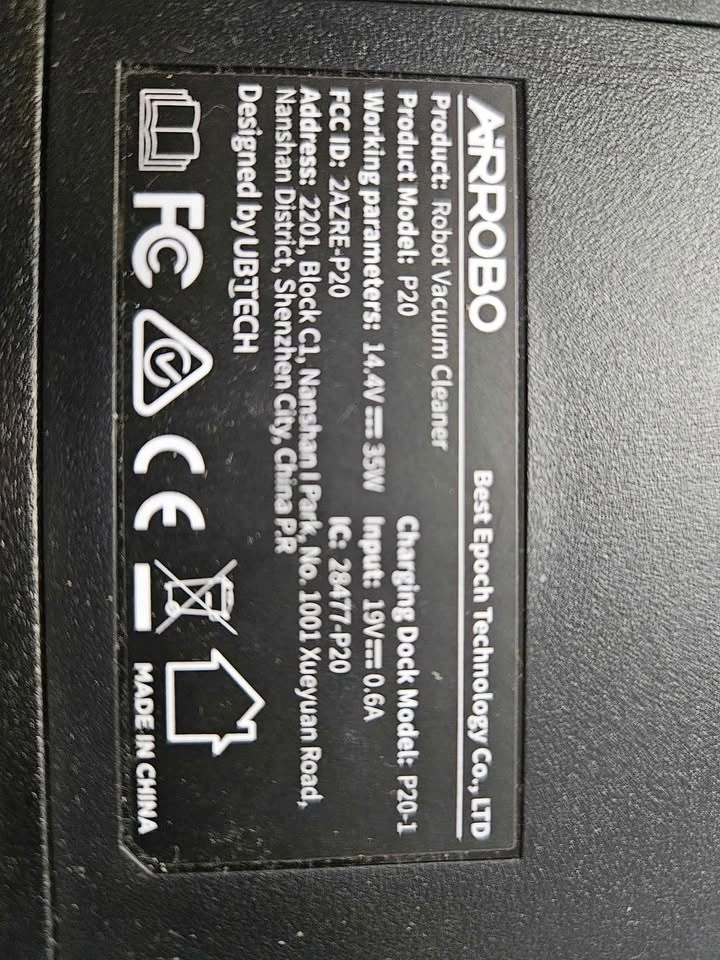 AIRROBO
Best Epoch Technology Co., LTD
Product: Robot Vacuum Cleaner
Product Model: P20
Charging Dock Model: P20-1
Working parameters: 14.4V⎓35W
Input: 19V⎓0.6A
FCC ID: 2AZRE-P20
IC: 28477-P20
Address: 2201, Block C1, Nanshan I Park, No. 1001 Xueyuan Road,
Nanshan District, Shenzhen City, China P.R
Designed by UBTECH
FC CE
MADE IN CHINA